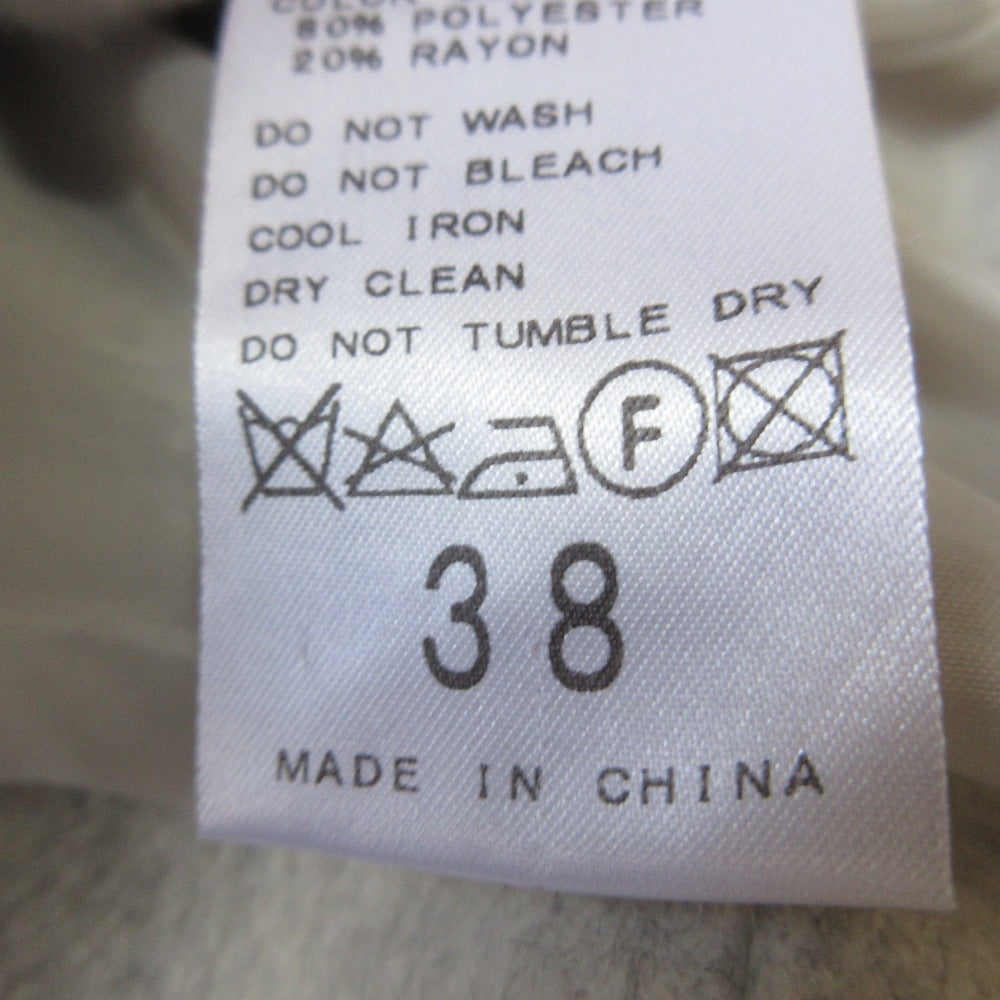 COLOR
80% POLYESTER
20% RAYON
DO NOT WASH
DO NOT BLEACH
COOL IRON
DRY CLEAN
DO NOT TUMBLE DRY
F
38
MADE IN CHINA